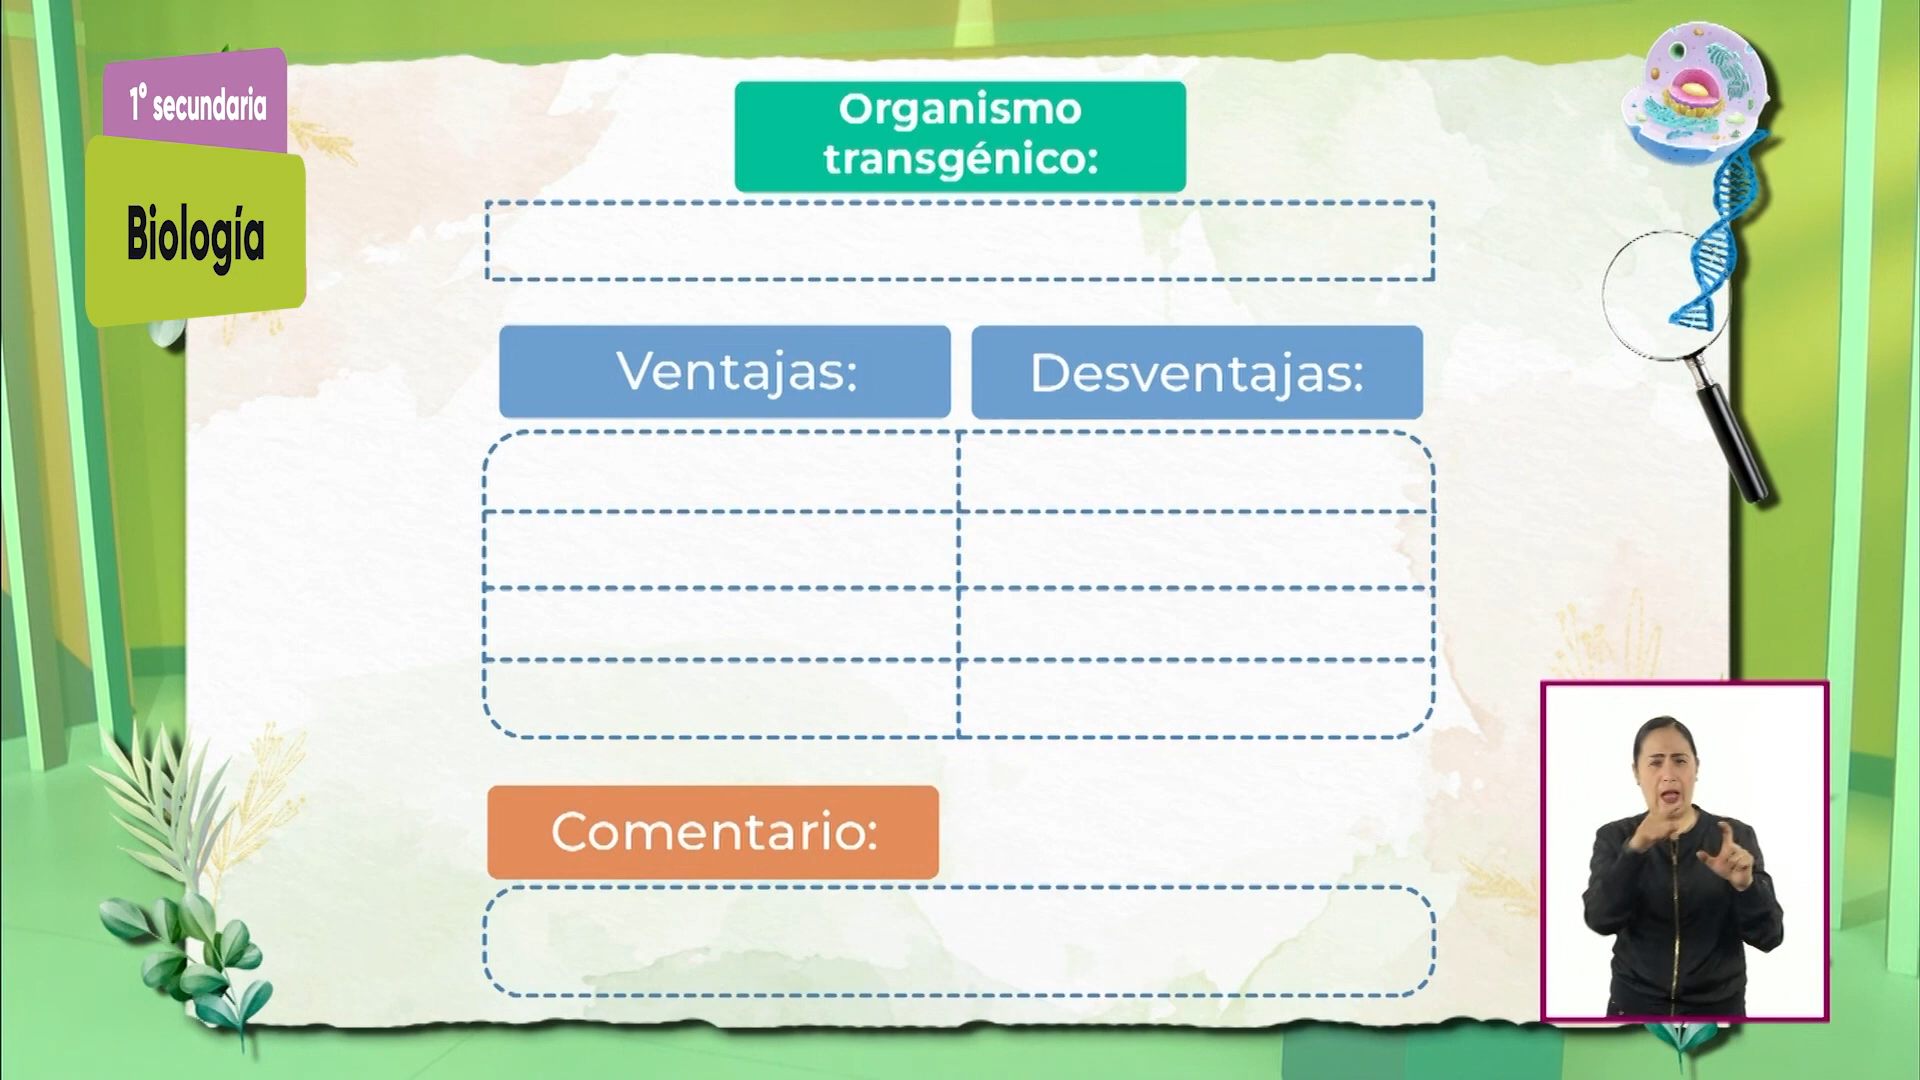 1° secundaria
Biología
Organismo
transgénico:
Ventajas:
Desventajas:
Comentario: